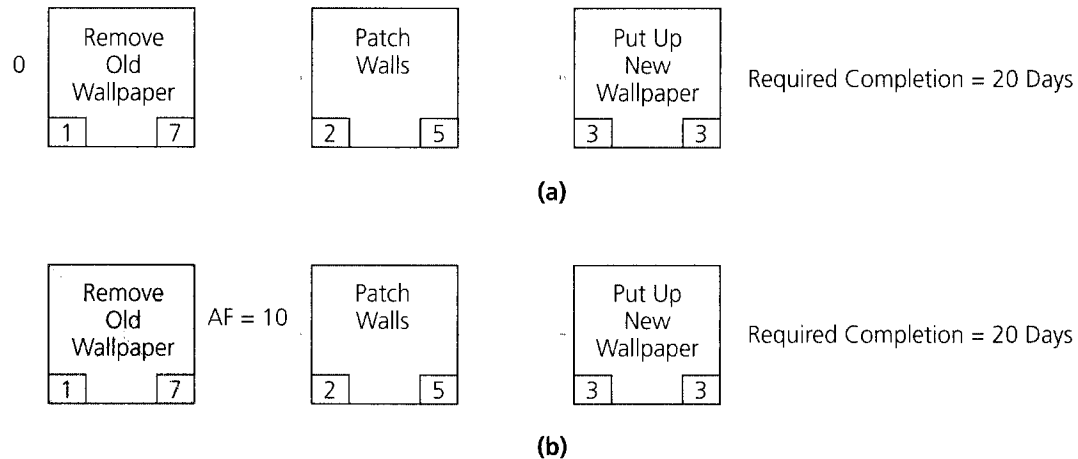 0
Remove
Old
Wallpaper
1 7
Patch
Walls
2 5
Put Up
New
Wallpaper
3 3
Required Completion = 20 Days
(a)
Remove
Old
Wallpaper
1 7
AF = 10
Patch
Walls
2 5
Put Up
New
Wallpaper
3 3
Required Completion = 20 Days
(b)